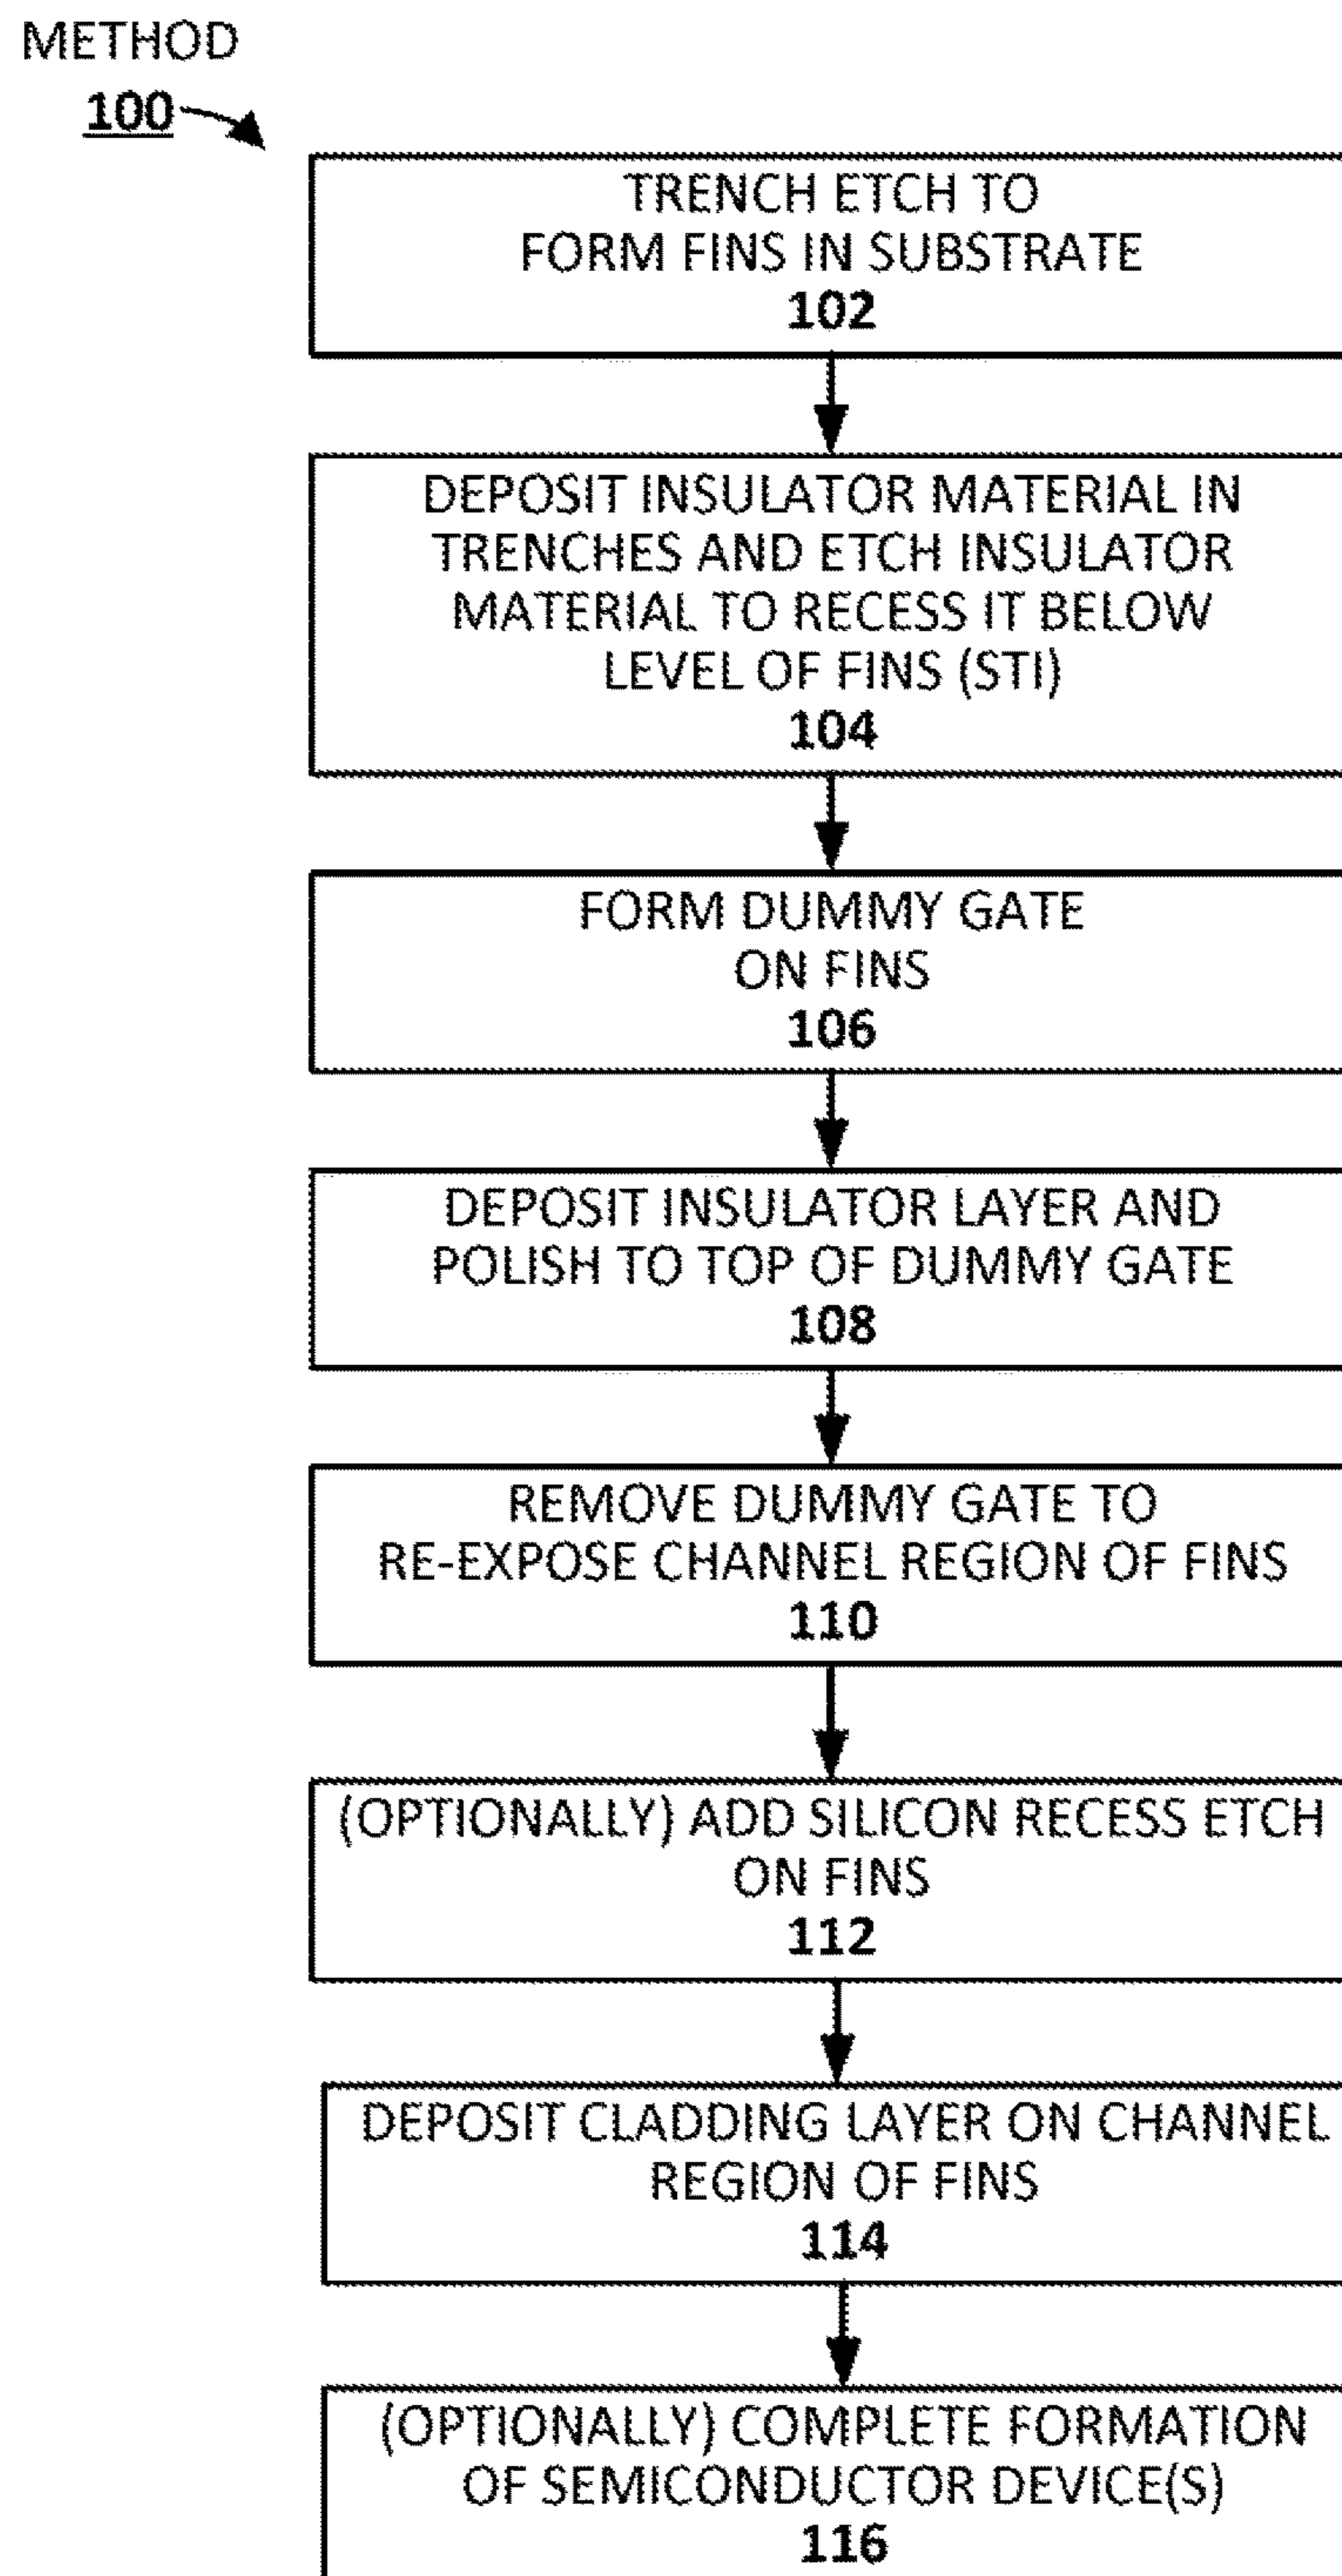 METHOD
100
TRENCH ETCH TO
FORM FINS IN SUBSTRATE
102
DEPOSIT INSULATOR MATERIAL IN
TRENCHES AND ETCH INSULATOR
MATERIAL TO RECESS IT BELOW
LEVEL OF FINS (STI)
104
FORM DUMMY GATE
ON FINS
106
DEPOSIT INSULATOR LAYER AND
POLISH TO TOP OF DUMMY GATE
108
REMOVE DUMMY GATE TO
RE-EXPOSE CHANNEL REGION OF FINS
110
(OPTIONALLY) ADD SILICON RECESS ETCH
ON FINS
112
DEPOSIT CLADDING LAYER ON CHANNEL
REGION OF FINS
114
(OPTIONALLY) COMPLETE FORMATION
OF SEMICONDUCTOR DEVICE(S)
116